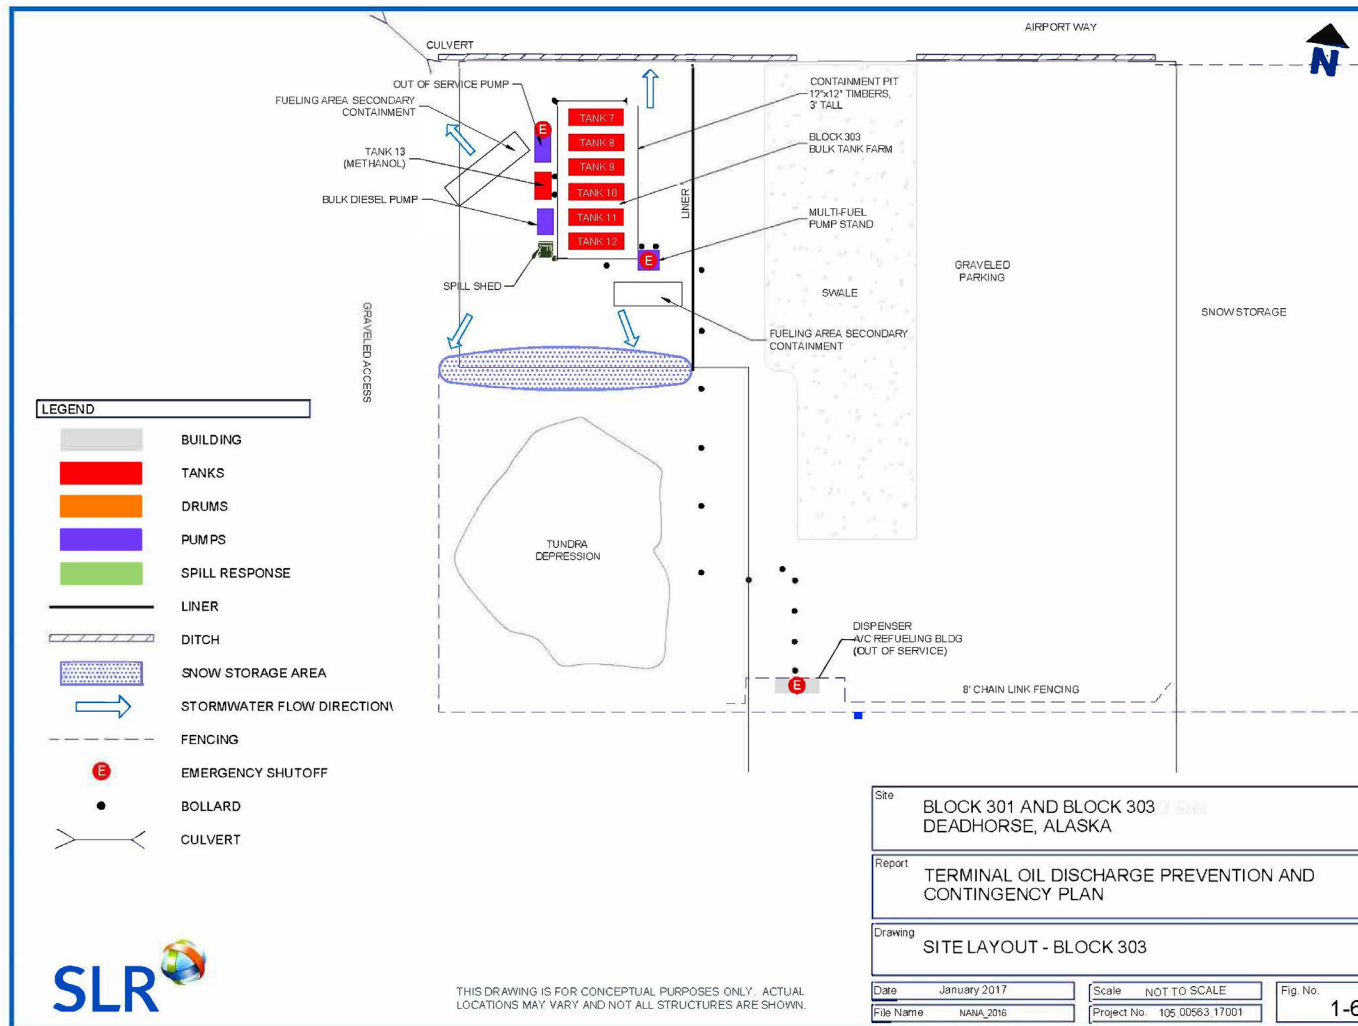 AIRPORT WAY
CULVERT
N
OUT OF SERVICE PUMP
FUELING AREA SECONDARY
CONTAINMENT
TANK 13
(METHANOL)
BULK DIESEL PUMP
SPILL SHED
E
TANK 7
TANK 8
TANK 9
TANK 10
TANK 11
TANK 12
E
LINER
CONTAINMENT PIT
12"x12" TIMBERS,
3' TALL
BLOCK 303
BULK TANK FARM
MULTI-FUEL
PUMP STAND
SWALE
FUELING AREA SECONDARY
CONTAINMENT
GRAVELED
PARKING
SNOW STORAGE
GRAVELED ACCESS
TUNDRA
DEPRESSION
DISPENSER
A/C REFUELING BLDG
(OUT OF SERVICE)
E
8' CHAIN LINK FENCING
LEGEND
BUILDING
TANKS
DRUMS
PUMPS
SPILL RESPONSE
LINER
DITCH
SNOW STORAGE AREA
STORMWATER FLOW DIRECTION\
FENCING
E EMERGENCY SHUTOFF
BOLLARD
CULVERT
SLR
THIS DRAWING IS FOR CONCEPTUAL PURPOSES ONLY. ACTUAL
LOCATIONS MAY VARY AND NOT ALL STRUCTURES ARE SHOWN.
Site
BLOCK 301 AND BLOCK 303
DEADHORSE, ALASKA
Report
TERMINAL OIL DISCHARGE PREVENTION AND
CONTINGENCY PLAN
Drawing
SITE LAYOUT - BLOCK 303
Date January 2017
Scale NOT TO SCALE
Fig. No.
1-6
File Name NANA_2016
Project No. 105.00563.17001